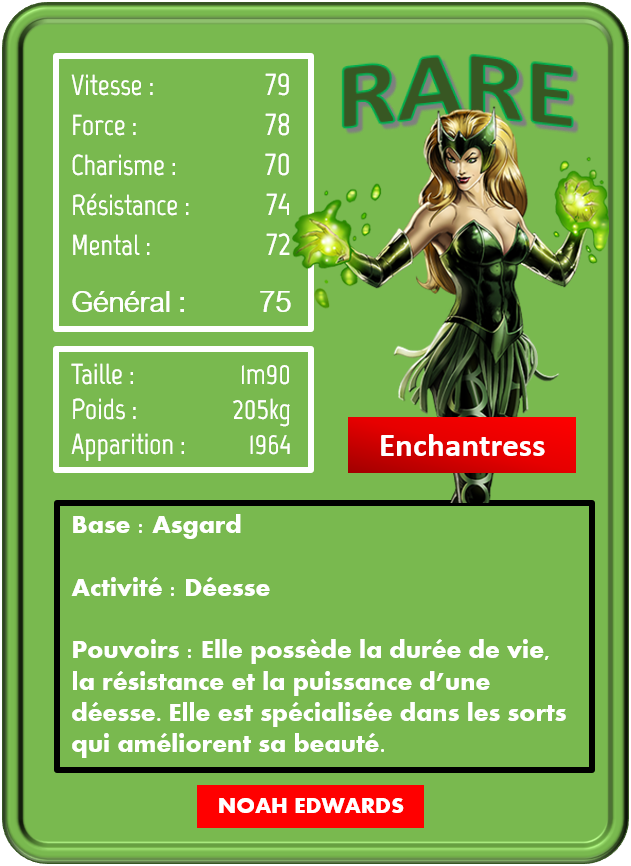 RARE
Vitesse : 79
Force : 78
Charisme : 70
Résistance : 74
Mental : 72
Général : 75
Taille : 1m90
Poids : 205kg
Apparition : 1964
Enchantress
Base : Asgard
Activité : Déesse
Pouvoirs : Elle possède la durée de vie,
la résistance et la puissance d’une
déesse. Elle est spécialisée dans les sorts
qui améliorent sa beauté.
NOAH EDWARDS